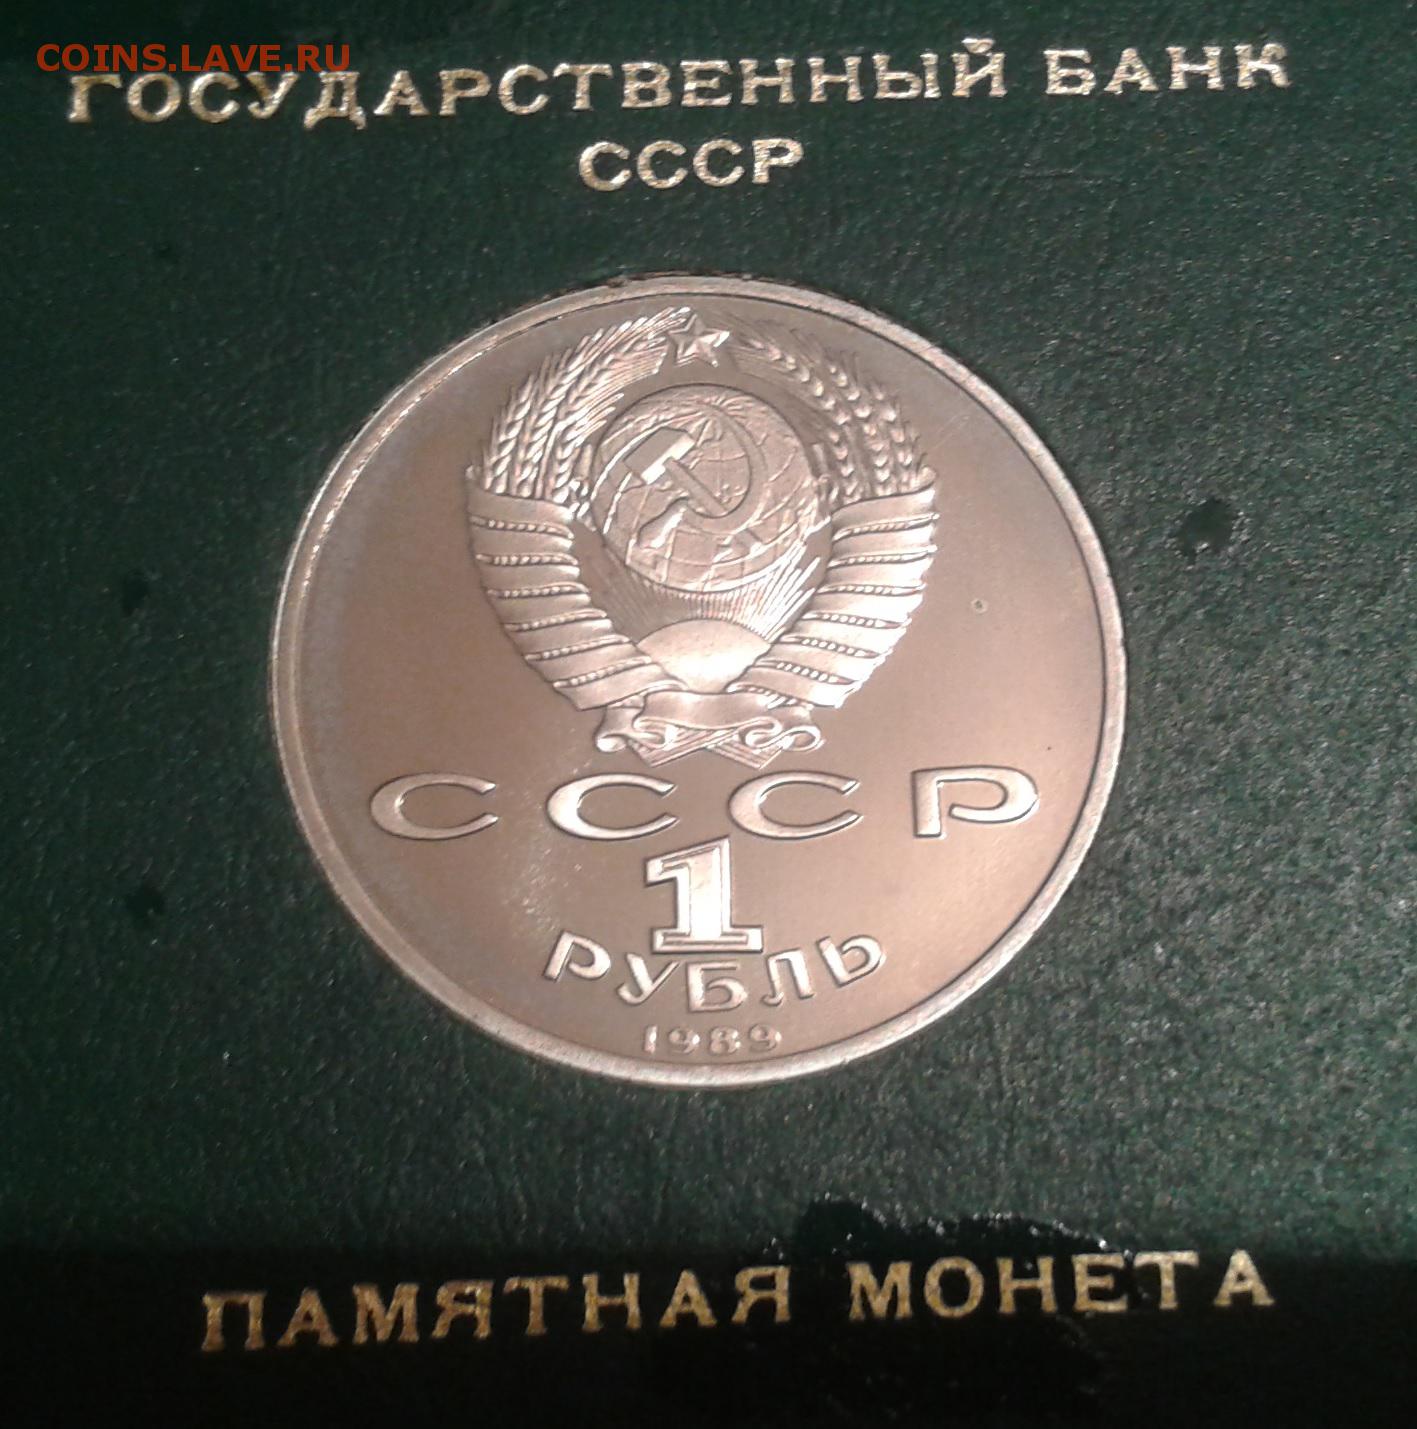 COINS.LAVE.RU
ГОСУДАРСТВЕННЫЙ БАНК
СССР
СССР
1
РУБЛЬ
1989
ПАМЯТНАЯ МОНЕТА